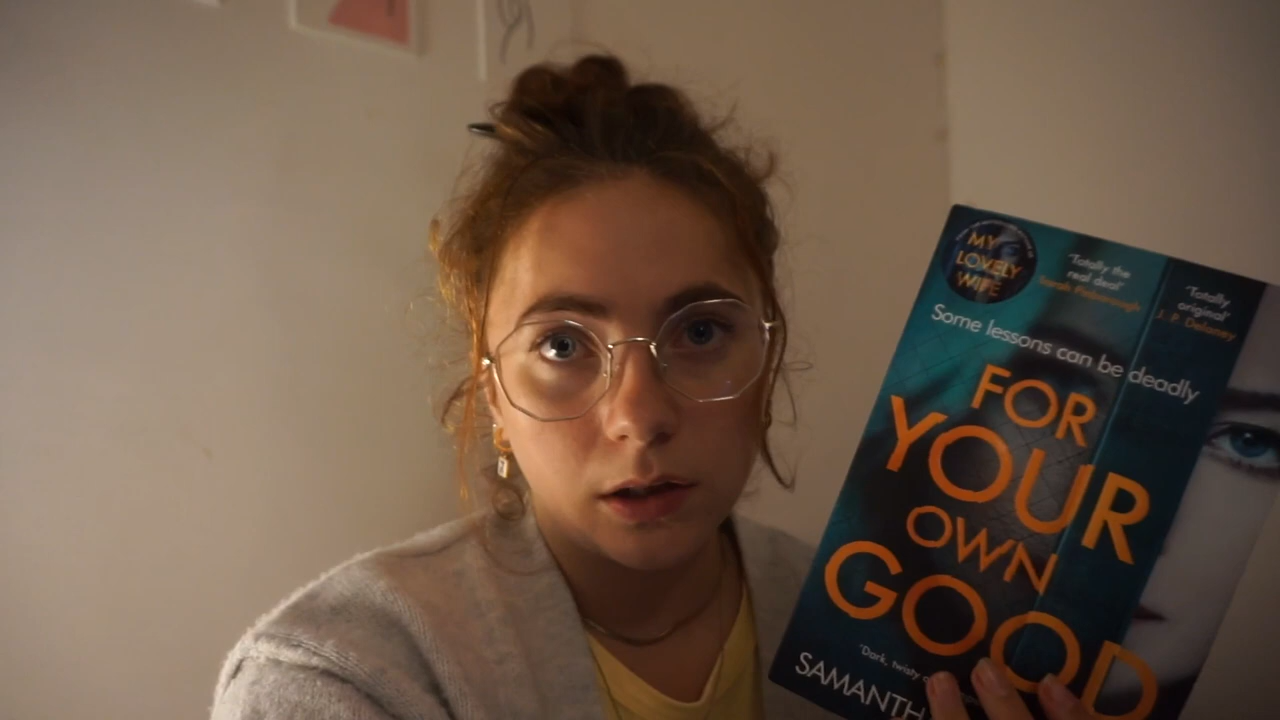 MY
LOVELY
WIFE
'Totally the
real deal'
Sarah Pinborough
'Totally
original'
J. P. Delaney
Some lessons can be deadly
FOR
YOUR
OWN
GOOD
'Dark, twisty
SAMANTH